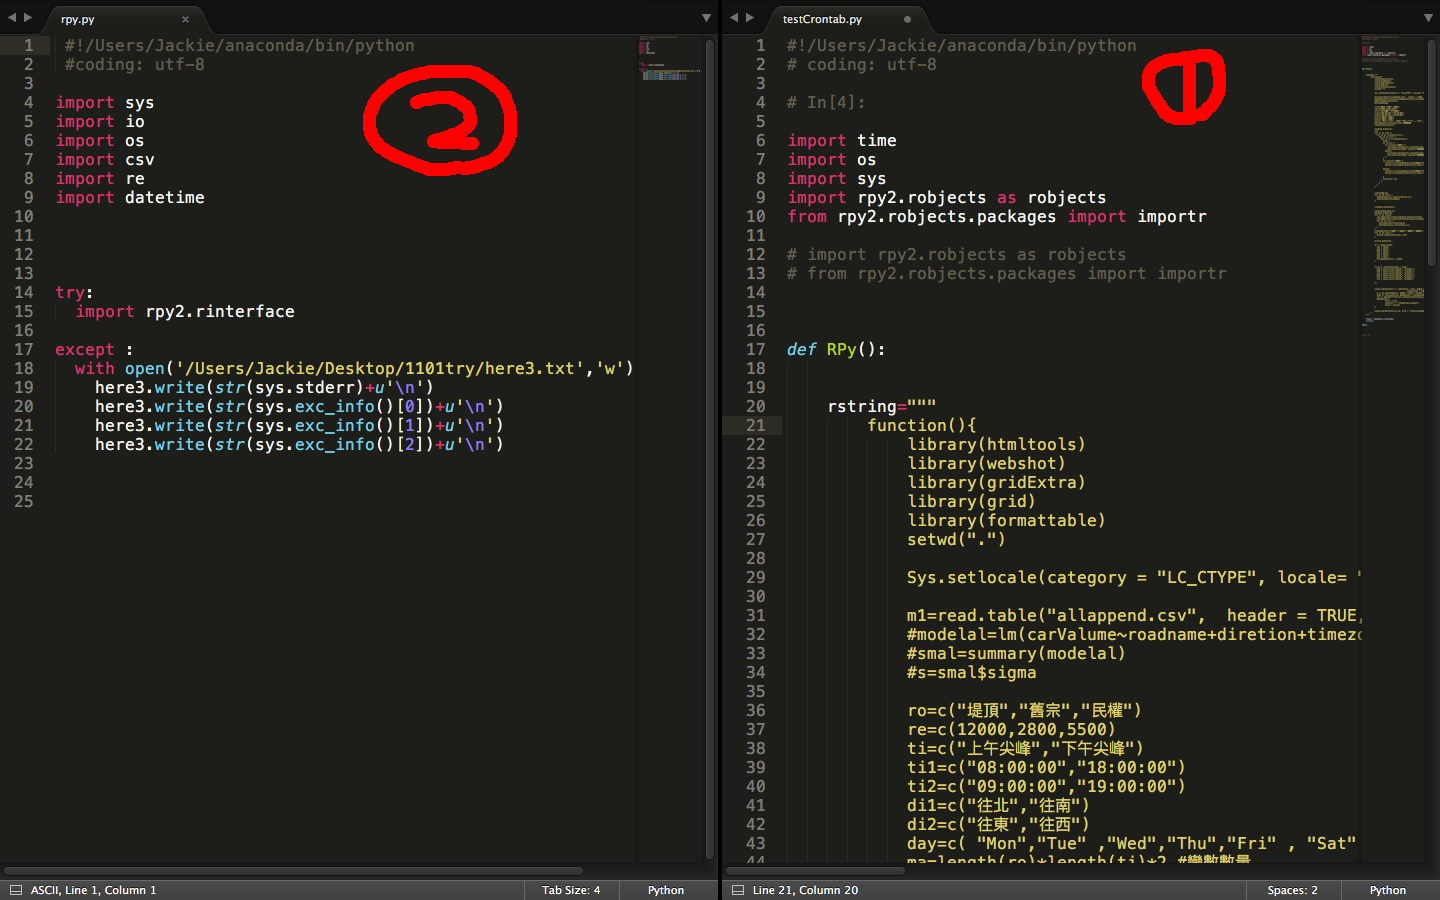 rpy.py
1 #!/Users/Jackie/anaconda/bin/python
2 #coding: utf-8
3
4 import sys
5 import io
6 import os
7 import csv
8 import re
9 import datetime
10
11
12
13
14 try:
15 import rpy2.rinterface
16
17 except :
18 with open('/Users/Jackie/Desktop/1101try/here3.txt','w')
19 here3.write(str(sys.stderr)+u'\n')
20 here3.write(str(sys.exc_info()[0])+u'\n')
21 here3.write(str(sys.exc_info()[1])+u'\n')
22 here3.write(str(sys.exc_info()[2])+u'\n')
23
24
25
2
ASCII, Line 1, Column 1
Tab Size: 4
Python
testCrontab.py
1 #!/Users/Jackie/anaconda/bin/python
2 # coding: utf-8
3
4 # In[4]:
5
6 import time
7 import os
8 import sys
9 import rpy2.robjects as robjects
10 from rpy2.robjects.packages import importr
11
12 # import rpy2.robjects as robjects
13 # from rpy2.robjects.packages import importr
14
15
16
17 def RPy():
18
19
20 rstring="""
21 function(){
22 library(htmltools)
23 library(webshot)
24 library(gridExtra)
25 library(grid)
26 library(formattable)
27 setwd(".")
28
29 Sys.setlocale(category = "LC_CTYPE", locale= "
30
31 m1=read.table("allappend.csv", header = TRUE,
32 #modelal=lm(carValume~roadname+diretion+timezo
33 #smal=summary(modelal)
34 #s=smal$sigma
35
36 ro=c("堤頂","舊宗","民權")
37 re=c(12000,2800,5500)
38 ti=c("上午尖峰","下午尖峰")
39 ti1=c("08:00:00","18:00:00")
40 ti2=c("09:00:00","19:00:00")
41 di1=c("往北","往南")
42 di2=c("往東","往西")
43 day=c( "Mon","Tue" ,"Wed","Thu","Fri" , "Sat"
44 ma=length(ro)*length(ti)*2 #變數數量
1
Line 21, Column 20
Spaces: 2
Python